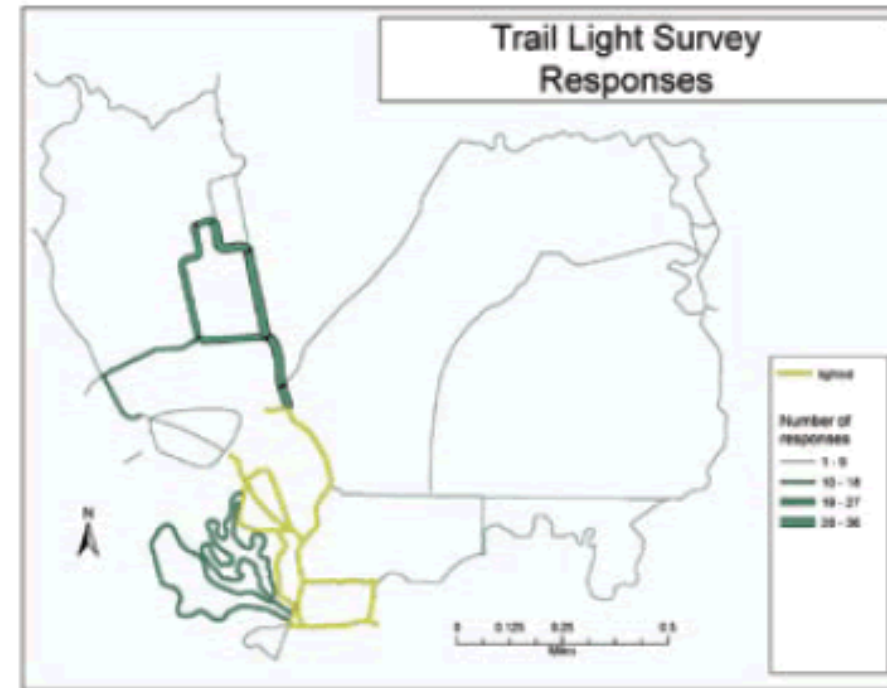 Trail Light Survey
Responses
lighted
Number of
responses
1 - 9
10 - 18
19 - 27
28 - 36
N
0 0.125 0.25 0.5
Miles